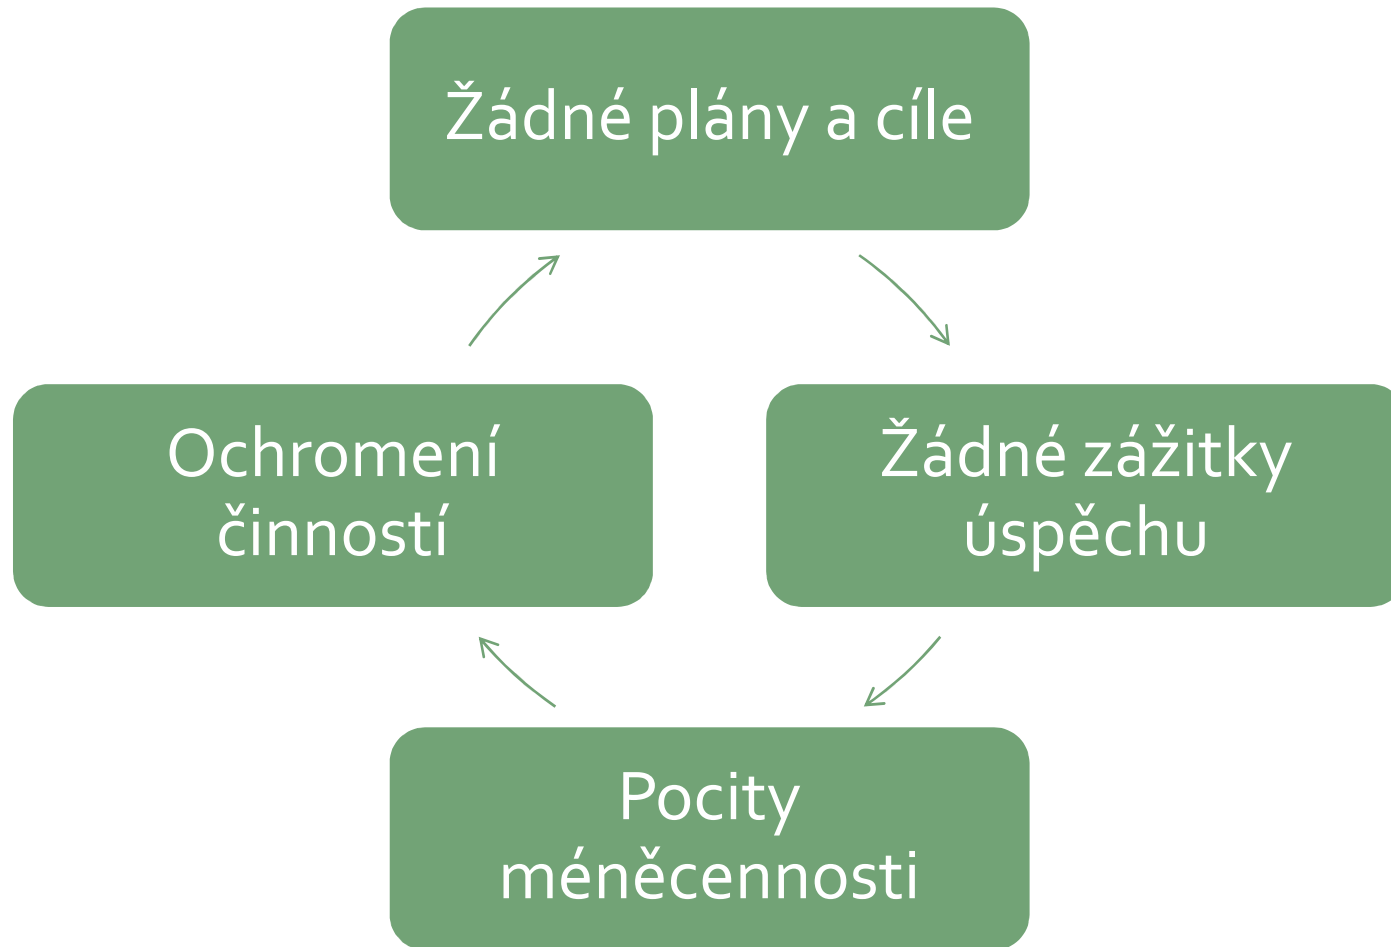 Žádné plány a cíle
Ochromení
činností
Žádné zážitky
úspěchu
Pocity
méněcennosti